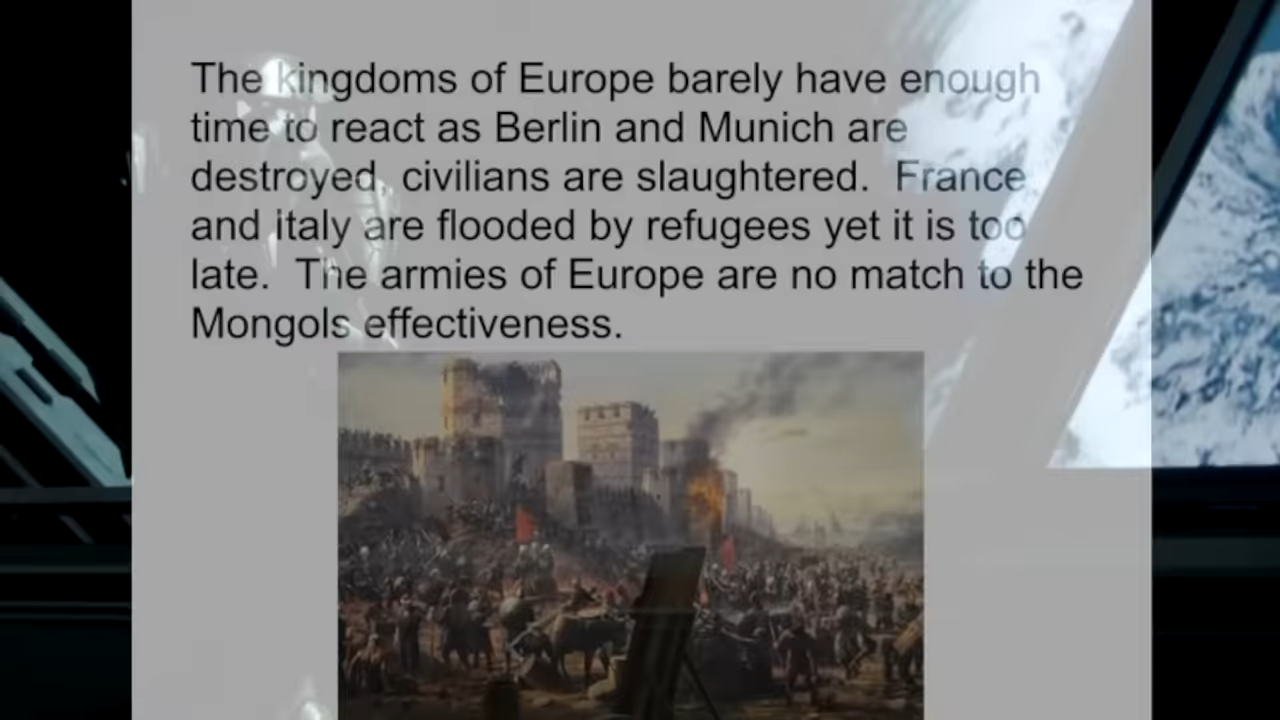 The kingdoms of Europe barely have enough
time to react as Berlin and Munich are
destroyed, civilians are slaughtered.  France
and Italy are flooded by refugees yet it is too
late.  The armies of Europe are no match to the
Mongols effectiveness.